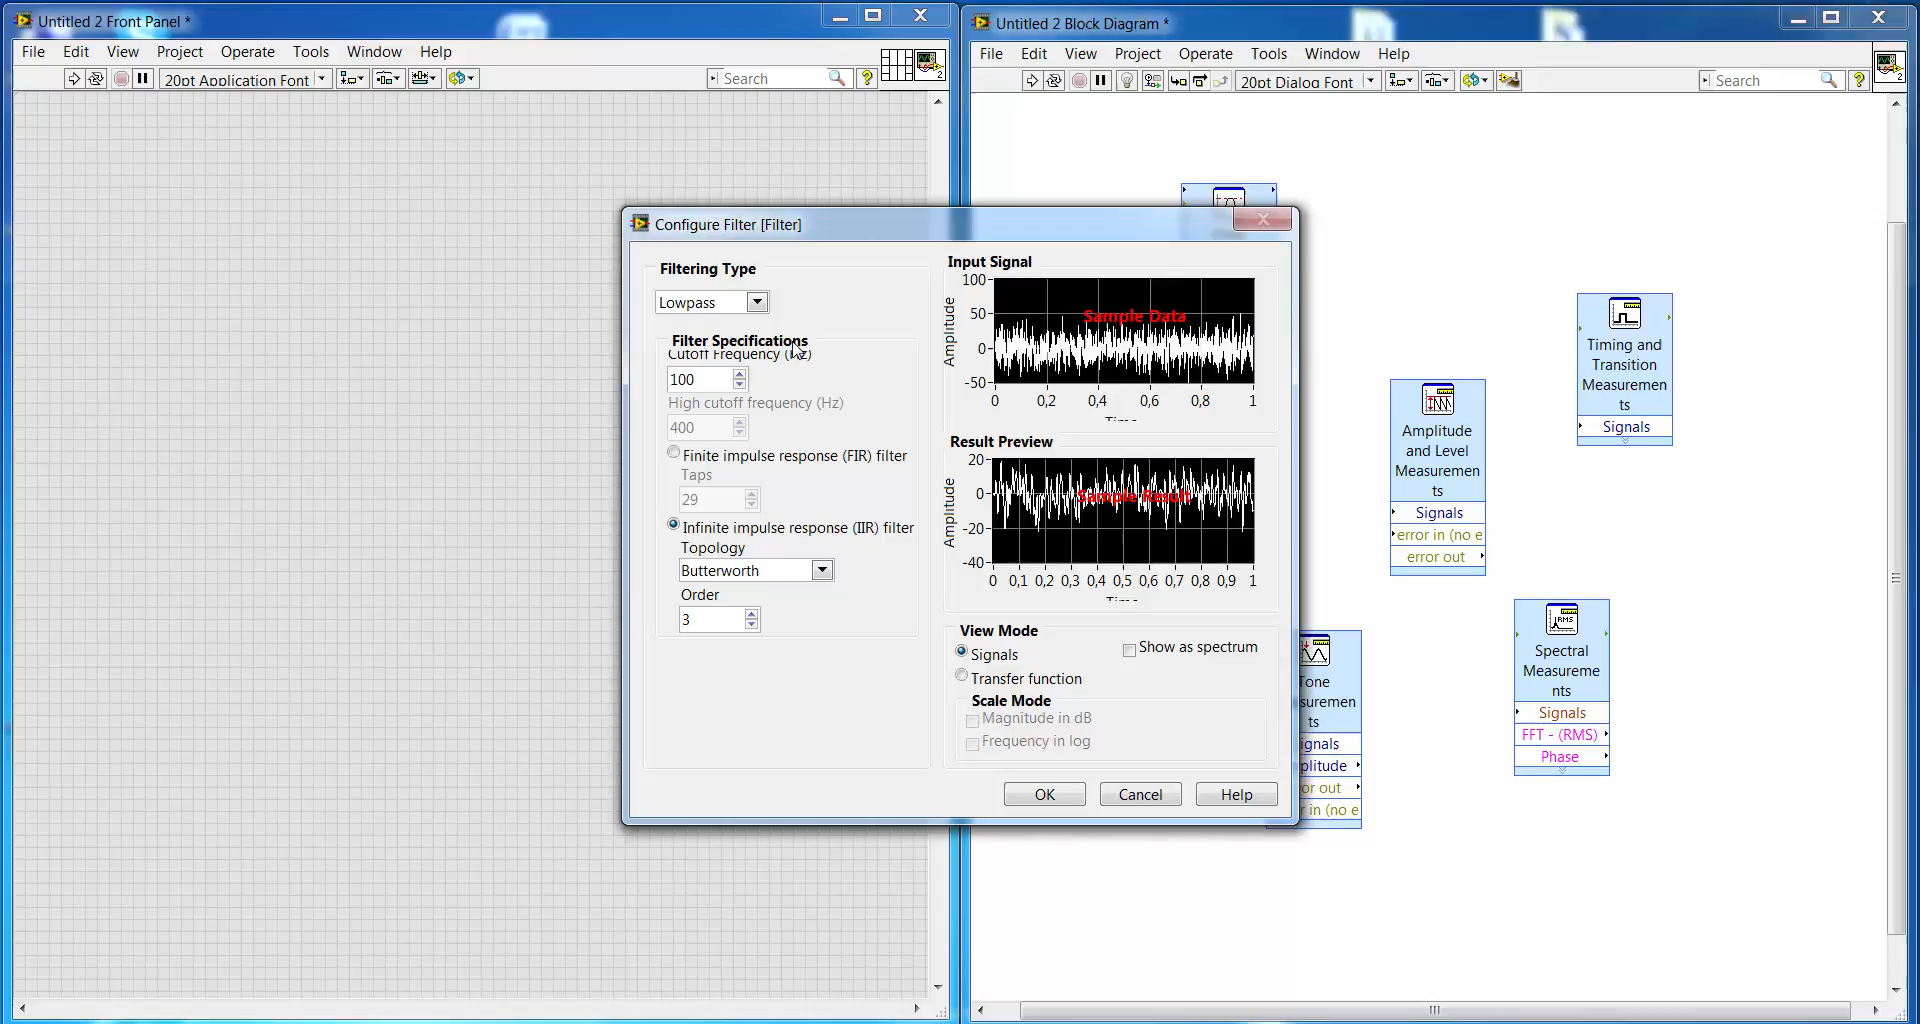 Untitled 2 Front Panel *
File Edit View Project Operate Tools Window Help
20pt Application Font
Search
2
Untitled 2 Block Diagram *
File Edit View Project Operate Tools Window Help
20pt Dialog Font
Search
2
Configure Filter [Filter]
Filtering Type
Lowpass
Filter Specifications
Cutoff Frequency (Hz)
100
High cutoff frequency (Hz)
400
Finite impulse response (FIR) filter
Taps
29
Infinite impulse response (IIR) filter
Topology
Butterworth
Order
3
Input Signal
Amplitude
100
50
0
-50
Sample Data
0 0,2 0,4 0,6 0,8 1
Time
Result Preview
Amplitude
20
0
-20
-40
Sample Result
0 0,1 0,2 0,3 0,4 0,5 0,6 0,7 0,8 0,9 1
Time
View Mode
Signals
Show as spectrum
Transfer function
Scale Mode
Magnitude in dB
Frequency in log
OK Cancel Help
Timing and
Transition
Measuremen
ts
Signals
Amplitude
and Level
Measuremen
ts
Signals
error in (no e
error out
RMS
Spectral
Measureme
nts
Signals
FFT - (RMS)
Phase
Tone
suremen
ts
ignals
plitude
or out
r in (no e